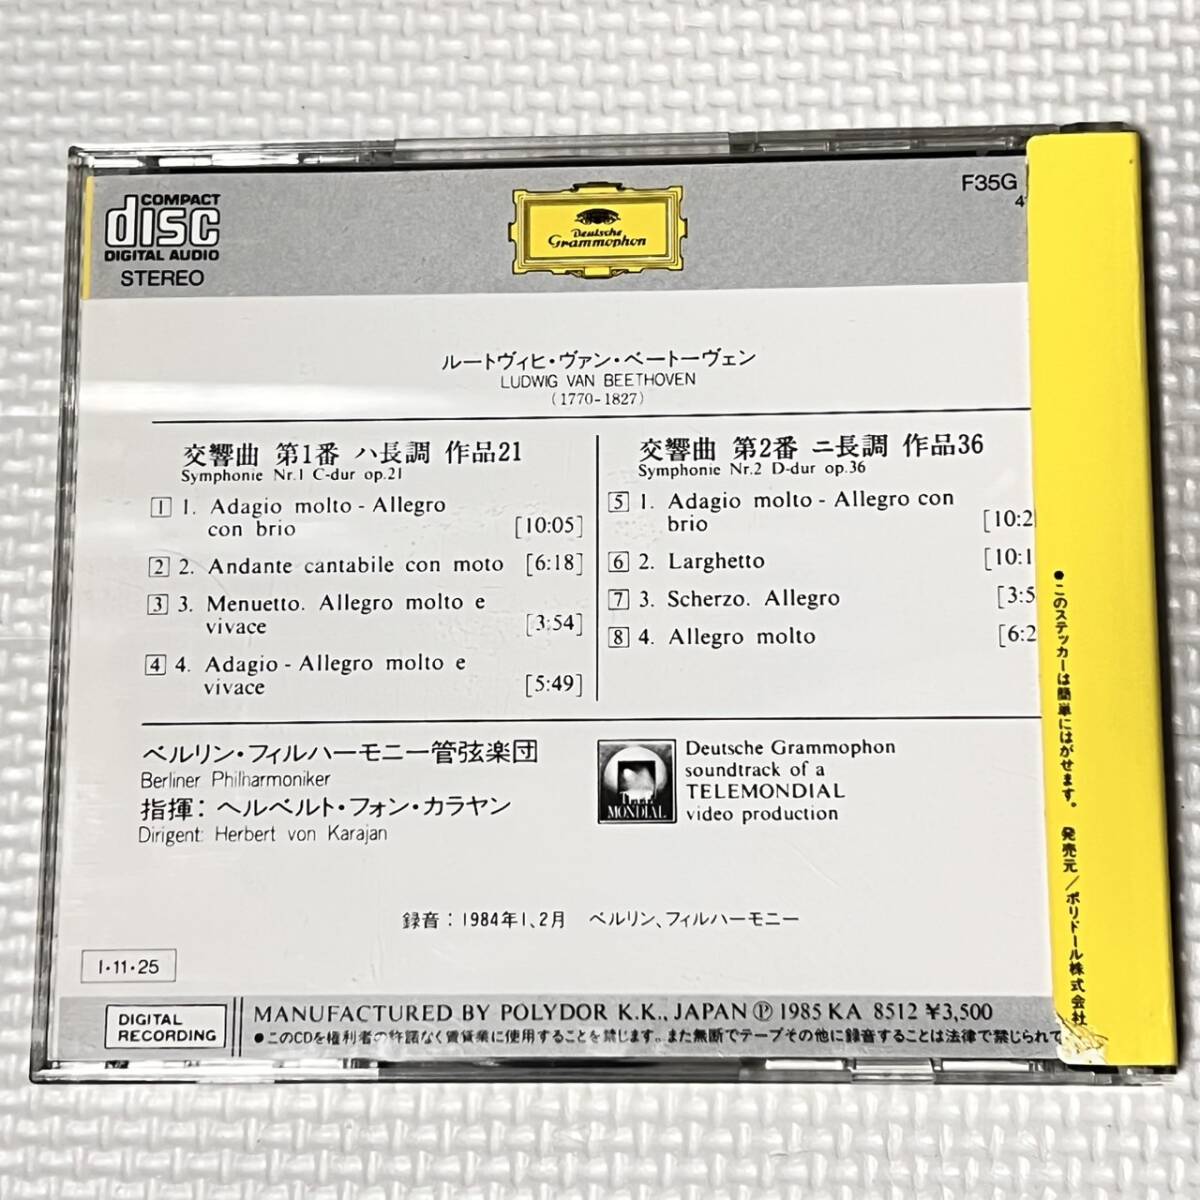 COMPACT
disc
DIGITAL AUDIO
STEREO
Deutsche
Grammophon
F35G
ルートヴィヒ・ヴァン・ベートーヴェン
LUDWIG VAN BEETHOVEN
(1770-1827)
交響曲 第1番 ハ長調 作品21
Symphonie Nr.1 C-dur op.21
1 1. Adagio molto - Allegro
con brio [10:05]
2 2. Andante cantabile con moto [6:18]
3 3. Menuetto. Allegro molto e
vivace [3:54]
4 4. Adagio - Allegro molto e
vivace [5:49]
交響曲 第2番 ニ長調 作品36
Symphonie Nr.2 D-dur op.36
5 1. Adagio molto - Allegro con
brio [10:2
6 2. Larghetto [10:1
7 3. Scherzo. Allegro [3:5
8 4. Allegro molto [6:2
ベルリン・フィルハーモニー管弦楽団
Berliner Philharmoniker
指揮：ヘルベルト・フォン・カラヤン
Dirigent: Herbert von Karajan
MONDIAL
Deutsche Grammophon
soundtrack of a
TELEMONDIAL
video production
録音：1984年1、2月 ベルリン、フィルハーモニー
I・11・25
DIGITAL
RECORDING
MANUFACTURED BY POLYDOR K.K., JAPAN Ⓟ 1985 KA 8512 ¥3,500
●このCDを権利者の許諾なく賃貸業に使用することを禁じます。また無断でテープその他に録音することは法律で禁じられて
●このステッカーは簡単にはがせます。 発売元／ポリドール株式会社